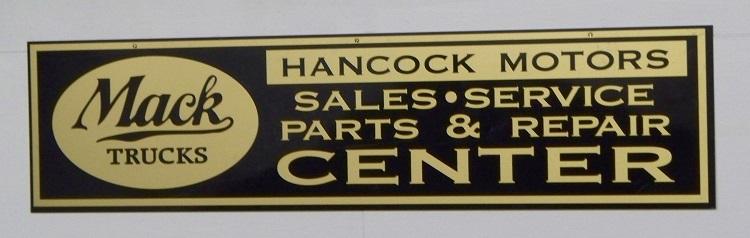 Mack
TRUCKS
HANCOCK MOTORS
SALES • SERVICE
PARTS & REPAIR
CENTER